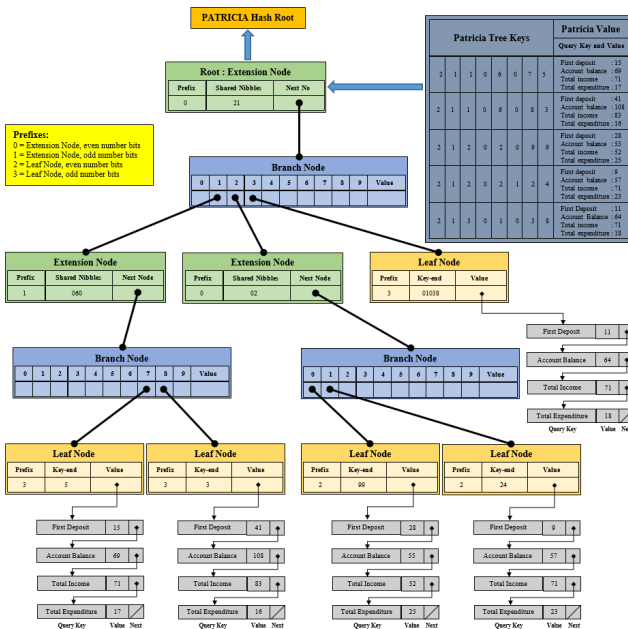 PATRICIA Hash Root
Patricia Tree Keys
Patricia Value
Query Key and Value
2 1 1 0 6 0 7 5
First deposit : 15
Account balance : 69
Total income : 71
Total expenditure : 17
2 1 1 0 6 0 8 3
First deposit : 41
Account balance : 108
Total income : 83
Total expenditure : 16
2 1 2 0 2 0 9 9
First deposit : 28
Account balance : 55
Total income : 52
Total expenditure : 25
2 1 2 0 2 1 2 4
First deposit : 9
Account balance : 57
Total income : 71
Total expenditure : 23
2 1 3 0 1 0 3 8
First Deposit : 11
Account Balance : 64
Total income : 71
Total expenditure : 18
Root : Extension Node
Prefix Shared Nibbles Next No
0 21
Prefixes:
0 = Extension Node, even number bits
1 = Extension Node, odd number bits
2 = Leaf Node, even number bits
3 = Leaf Node, odd number bits
Branch Node
0 1 2 3 4 5 6 7 8 9 Value
Extension Node
Prefix Shared Nibbles Next Node
1 060
Extension Node
Prefix Shared Nibbles Next Node
0 02
Leaf Node
Prefix Key-end Value
3 01038
First Deposit 11
Account Balance 64
Total Income 71
Total Expenditure 18
Query Key Value Next
Branch Node
0 1 2 3 4 5 6 7 8 9 Value
Branch Node
0 1 2 3 4 5 6 7 8 9 Value
Leaf Node
Prefix Key-end Value
3 5
Leaf Node
Prefix Key-end Value
3 3
Leaf Node
Prefix Key-end Value
2 99
Leaf Node
Prefix Key-end Value
2 24
First Deposit 15
Account Balance 69
Total Income 71
Total Expenditure 17
Query Key Value Next
First Deposit 41
Account Balance 108
Total Income 83
Total Expenditure 16
Query Key Value Next
First Deposit 28
Account Balance 55
Total Income 52
Total Expenditure 25
Query Key Value Next
First Deposit 9
Account Balance 57
Total Income 71
Total Expenditure 23
Query Key Value Next